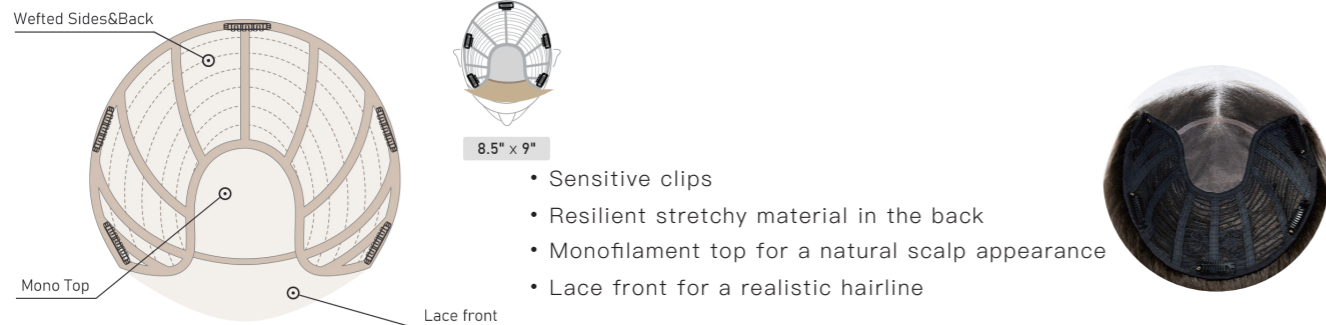 Wefted Sides&Back
8.5" x 9"
• Sensitive clips
• Resilient stretchy material in the back
• Monofilament top for a natural scalp appearance
• Lace front for a realistic hairline
Mono Top
Lace front